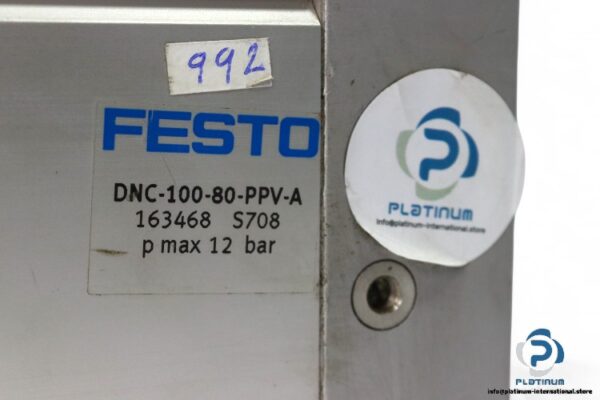 992
FESTO
DNC-100-80-PPV-A
163468 S708
p max 12 bar
PLATINUM
info@platinum-international.store
PLATINUM
info@platinum-international.store